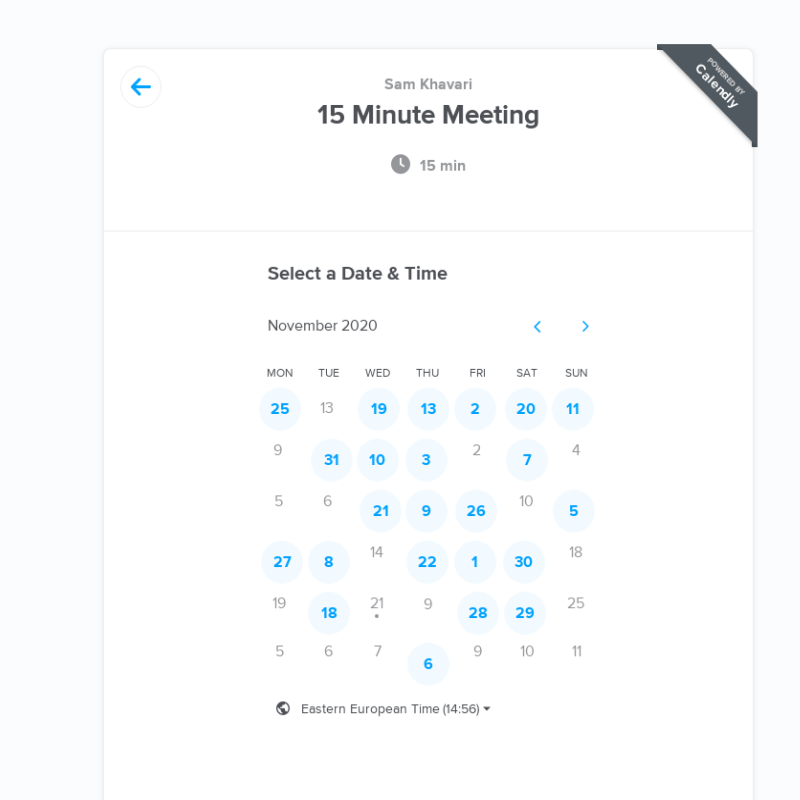 POWERED BY
Calendly
Sam Khavari
15 Minute Meeting
15 min
Select a Date & Time
November 2020
MON TUE WED THU FRI SAT SUN
25 13 19 13 2 20 11
9 31 10 3 2 7 4
5 6 21 9 26 10 5
27 8 14 22 1 30 18
19 18 21 9 28 29 25
5 6 7 6 9 10 11
Eastern European Time (14:56)